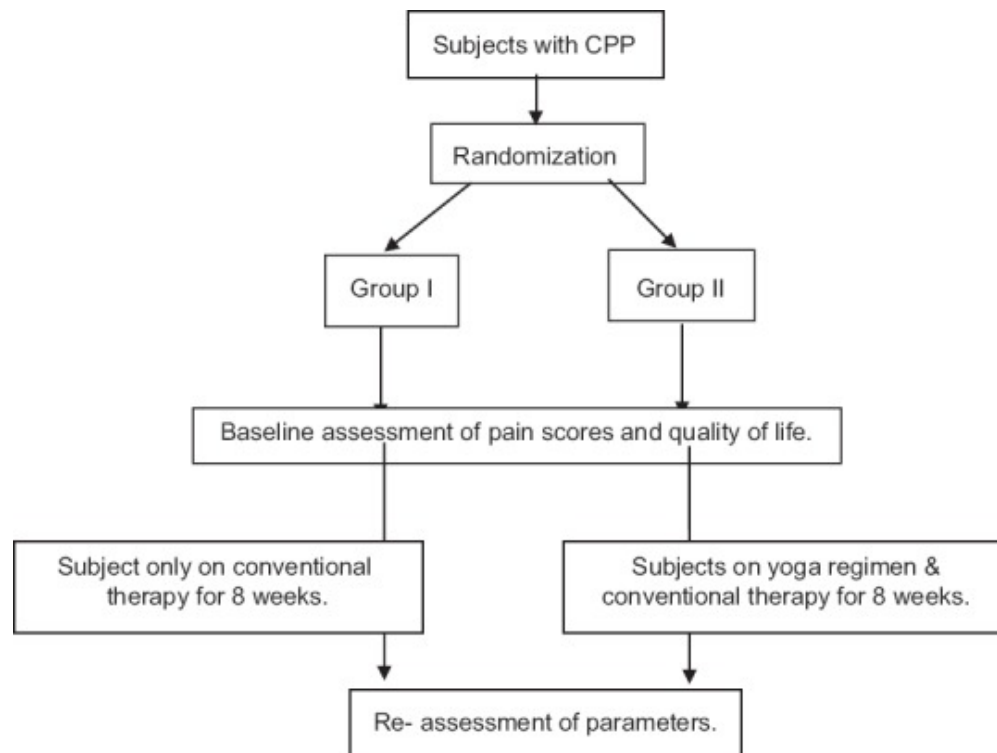 Subjects with CPP
Randomization
Group I
Group II
Baseline assessment of pain scores and quality of life.
Subject only on conventional
therapy for 8 weeks.
Subjects on yoga regimen &
conventional therapy for 8 weeks.
Re- assessment of parameters.